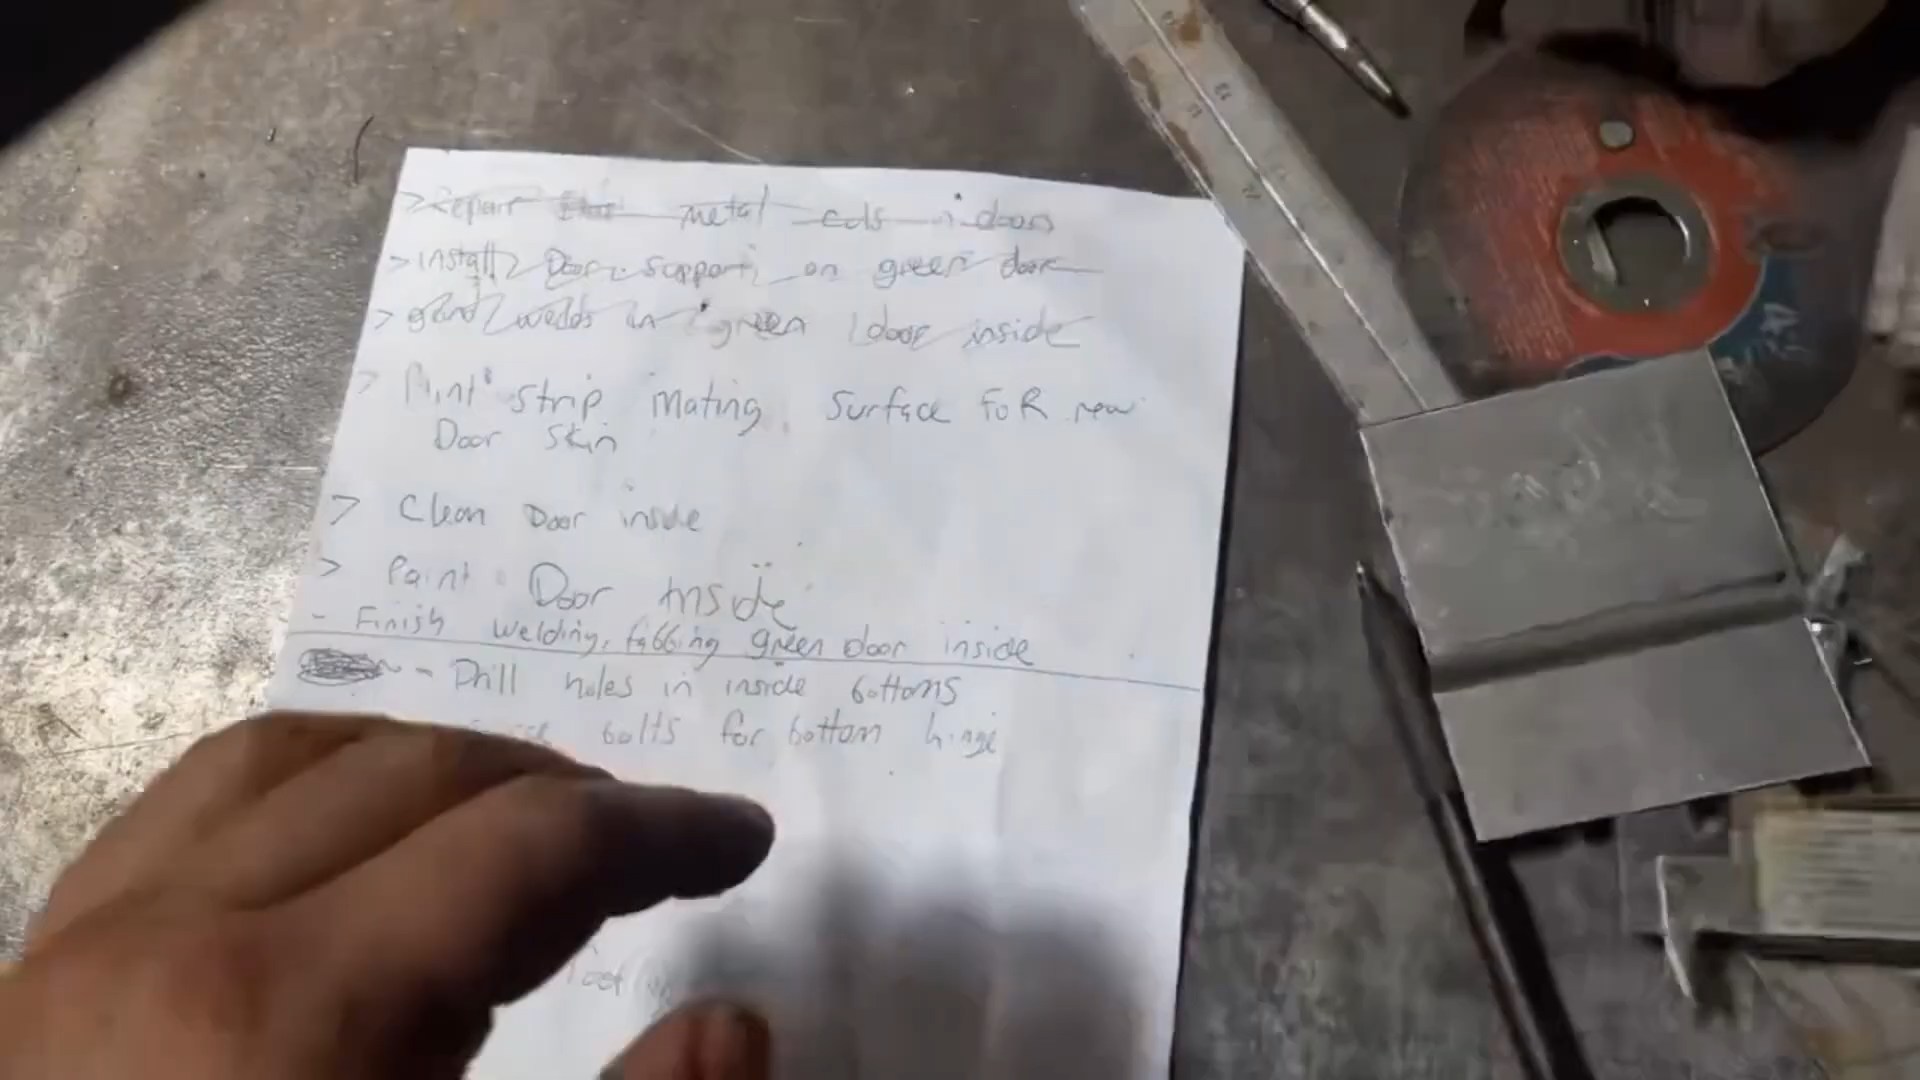 > Repair metal ends in doors
> install Door support on green door
> grind welds in green door inside
> Paint strip Mating Surface FoR new
Door Skin
> Clean Door inside
> Paint Door Inside
- Finish welding, fabbing green door inside
- Drill holes in inside bottoms
bolts for bottom hinge